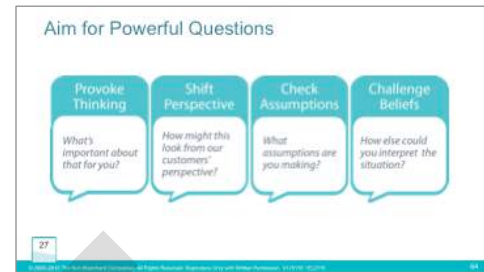 Aim for Powerful Questions
Provoke
Thinking
What's
important about
that for you?
Shift
Perspective
How might this
look from our
customers'
perspective?
Check
Assumptions
What
assumptions are
you making?
Challenge
Beliefs
How else could
you interpret the
situation?
27
64